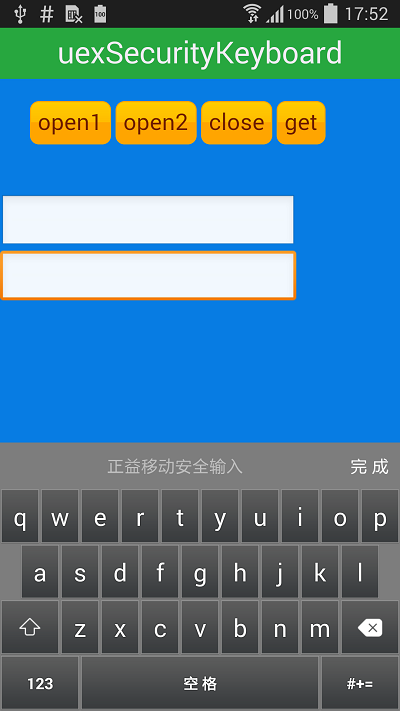 # 100 100% 17:52
uexSecurityKeyboard
open1 open2 close get
正益移动安全输入 完成
q w e r t y u i o p
a s d f g h j k l
z x c v b n m
123 空格 #+=